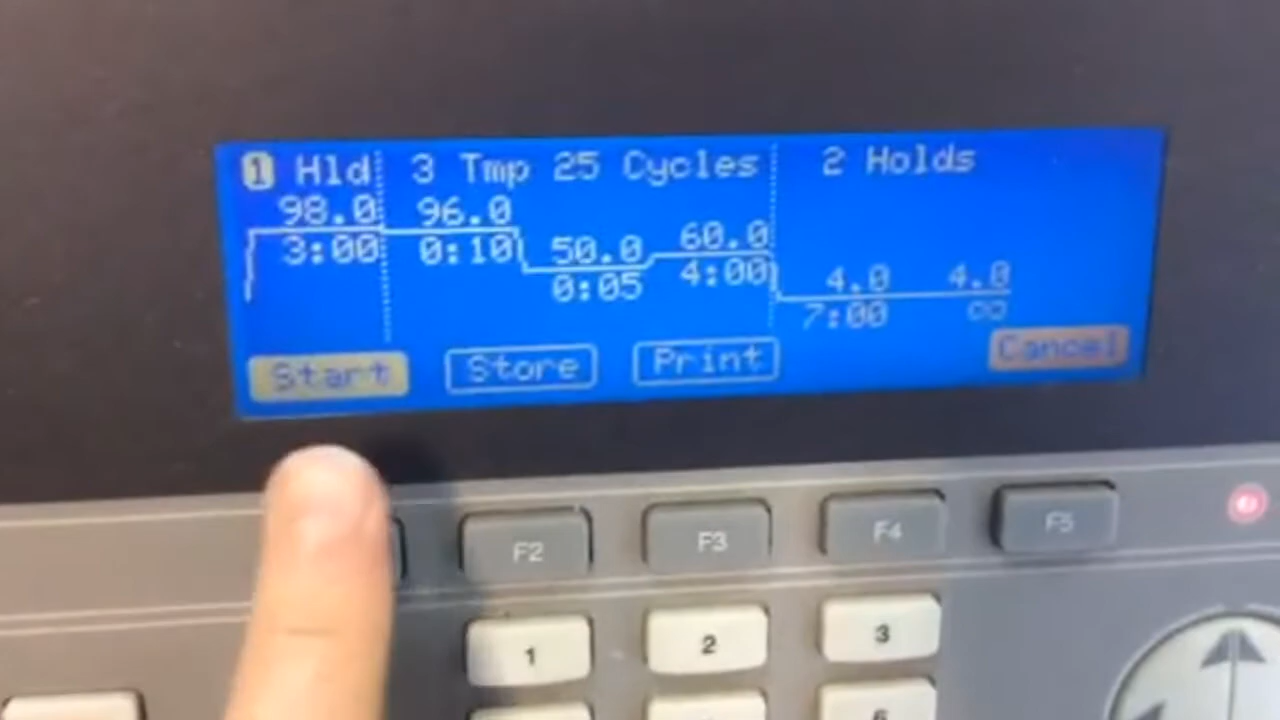 1 Hld 3 Tmp 25 Cycles 2 Holds
98.0 96.0
3:00 0:10 50.0 60.0
0:05 4:00 4.0 4.0
7:00 ∞
Start Store Print Cancel
F2 F3 F4 F5
1 2 3
6